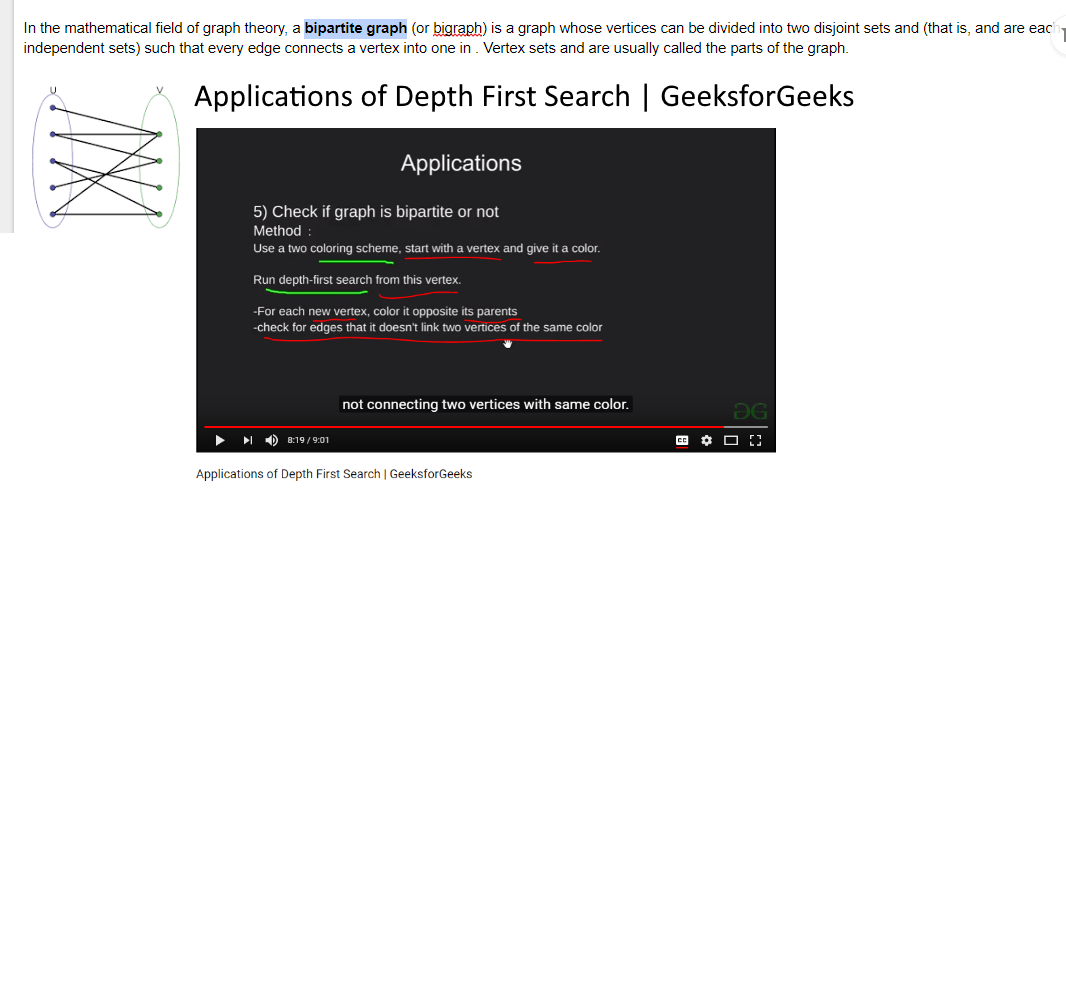 In the mathematical field of graph theory, a bipartite graph (or bigraph) is a graph whose vertices can be divided into two disjoint sets and (that is, and are each
independent sets) such that every edge connects a vertex into one in . Vertex sets and are usually called the parts of the graph.
U V
Applications of Depth First Search | GeeksforGeeks
Applications
5) Check if graph is bipartite or not
Method :
Use a two coloring scheme, start with a vertex and give it a color.
Run depth-first search from this vertex.
-For each new vertex, color it opposite its parents
-check for edges that it doesn't link two vertices of the same color
not connecting two vertices with same color.
GG
8:19 / 9:01
CC
Applications of Depth First Search | GeeksforGeeks